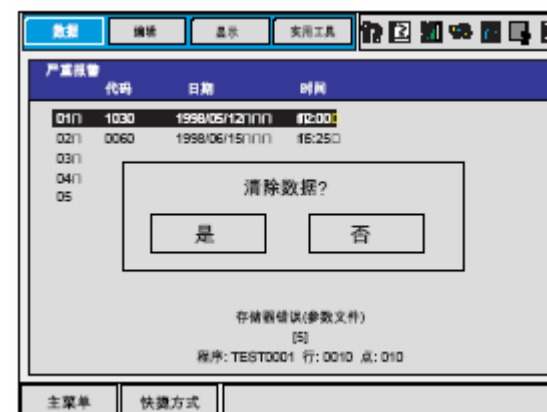 数据 编辑 显示 实用工具
严重报警
代码 日期 时间
01 1030 1998/05/12 12:00
02 0060 1998/06/15 16:25
03
04
05
清除数据?
是 否
存储器错误(参数文件)
[5]
程序: TEST0001 行: 0010 点: 010
主菜单 快捷方式